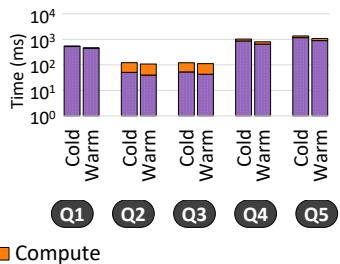 Time (ms)
10⁴
10³
10²
10¹
10⁰
Cold Warm Cold Warm Cold Warm Cold Warm Cold Warm
Q1 Q2 Q3 Q4 Q5
Compute